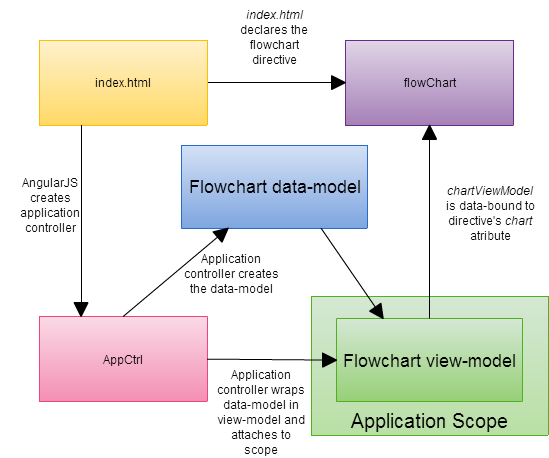 index.html
declares the
flowchart
directive
index.html
flowChart
AngularJS
creates
application
controller
Flowchart data-model
chartViewModel
is data-bound to
directive's chart
atribute
Application
controller creates
the data-model
AppCtrl
Flowchart view-model
Application
controller wraps
data-model in
view-model and
attaches to
scope
Application Scope